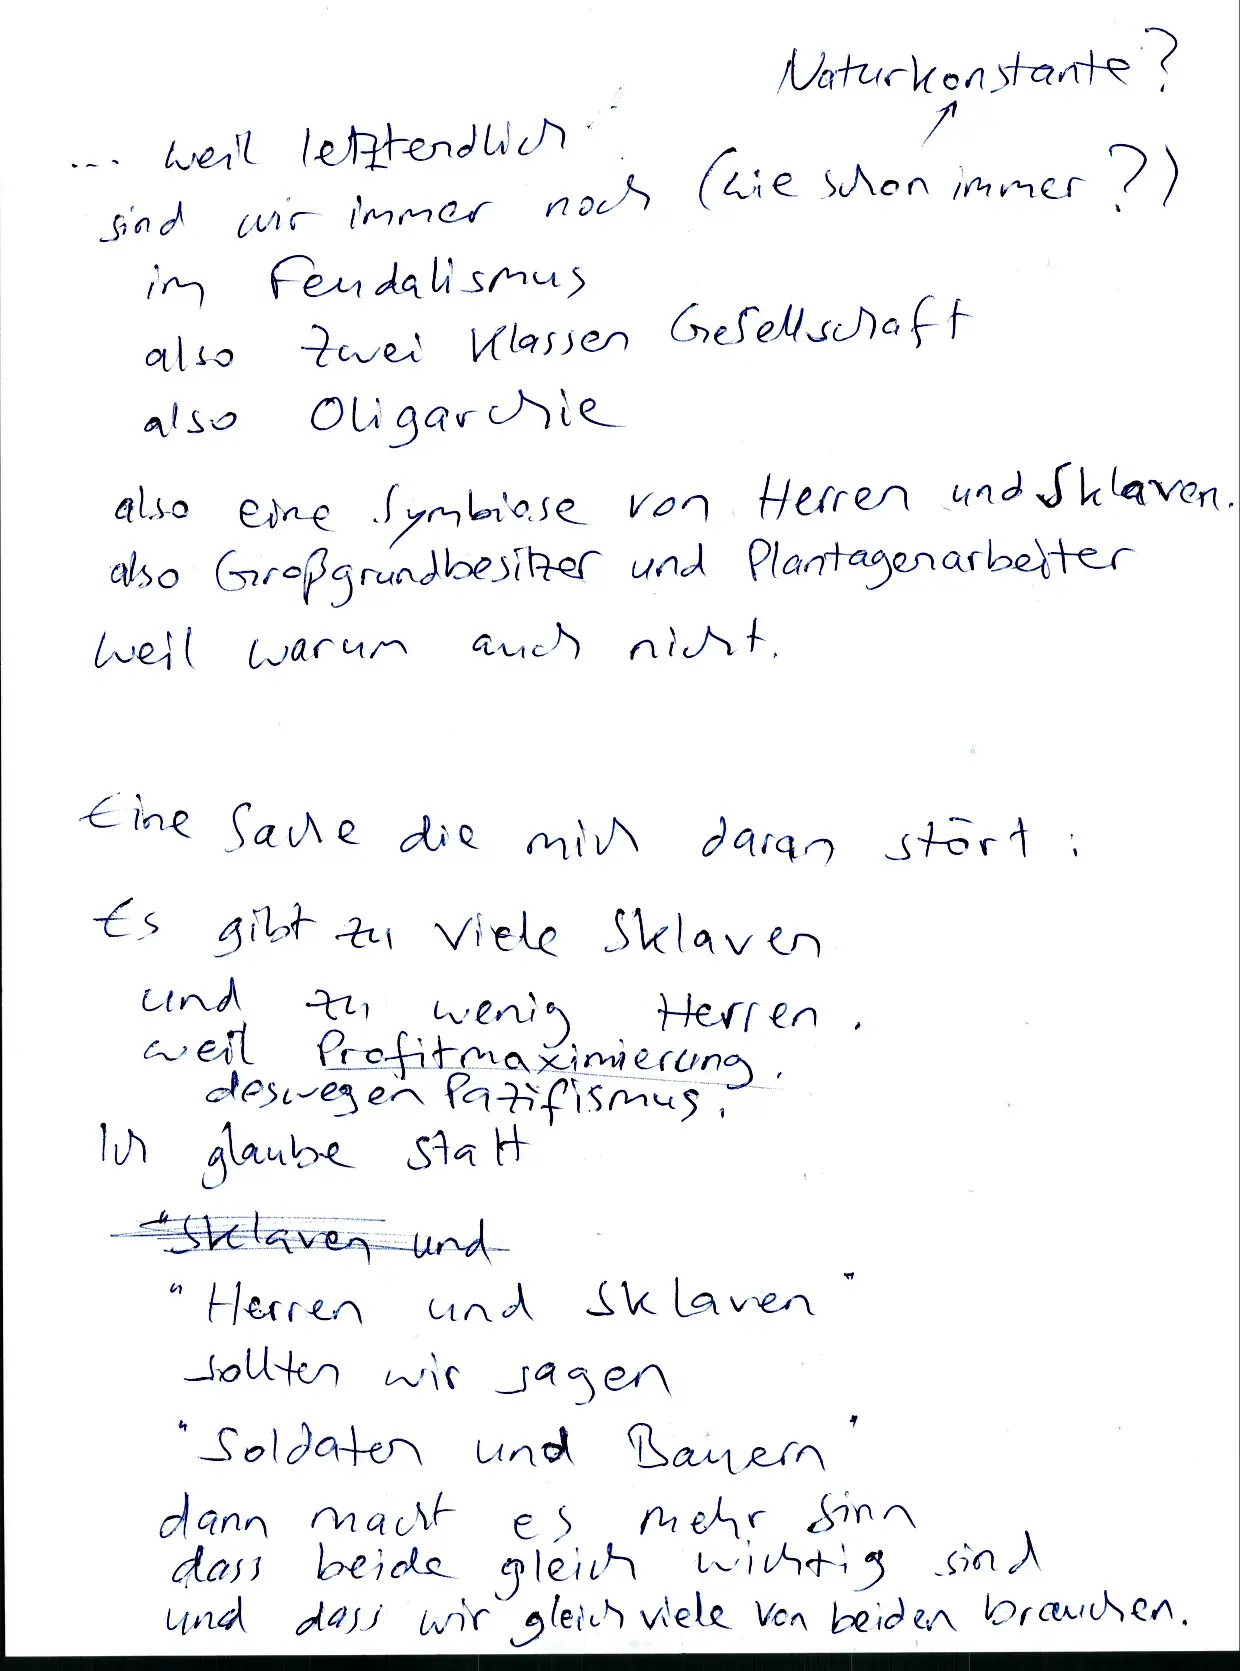 Naturkonstante?
... weil letztendlich
sind wir immer noch (wie schon immer?)
im Feudalismus
also zwei Klassen Gesellschaft
also Oligarchie
also eine Symbiose von Herren und Sklaven.
also Großgrundbesitzer und Plantagenarbeiter
weil warum auch nicht.
Eine Sache die mich daran stört:
Es gibt zu viele Sklaven
und zu wenig Herren.
weil Profitmaximierung.
deswegen Pazifismus.
Ich glaube statt
"Sklaven und
"Herren und Sklaven"
sollten wir sagen
"Soldaten und Bauern"
dann macht es mehr Sinn
dass beide gleich wichtig sind
und dass wir gleich viele von beiden brauchen.